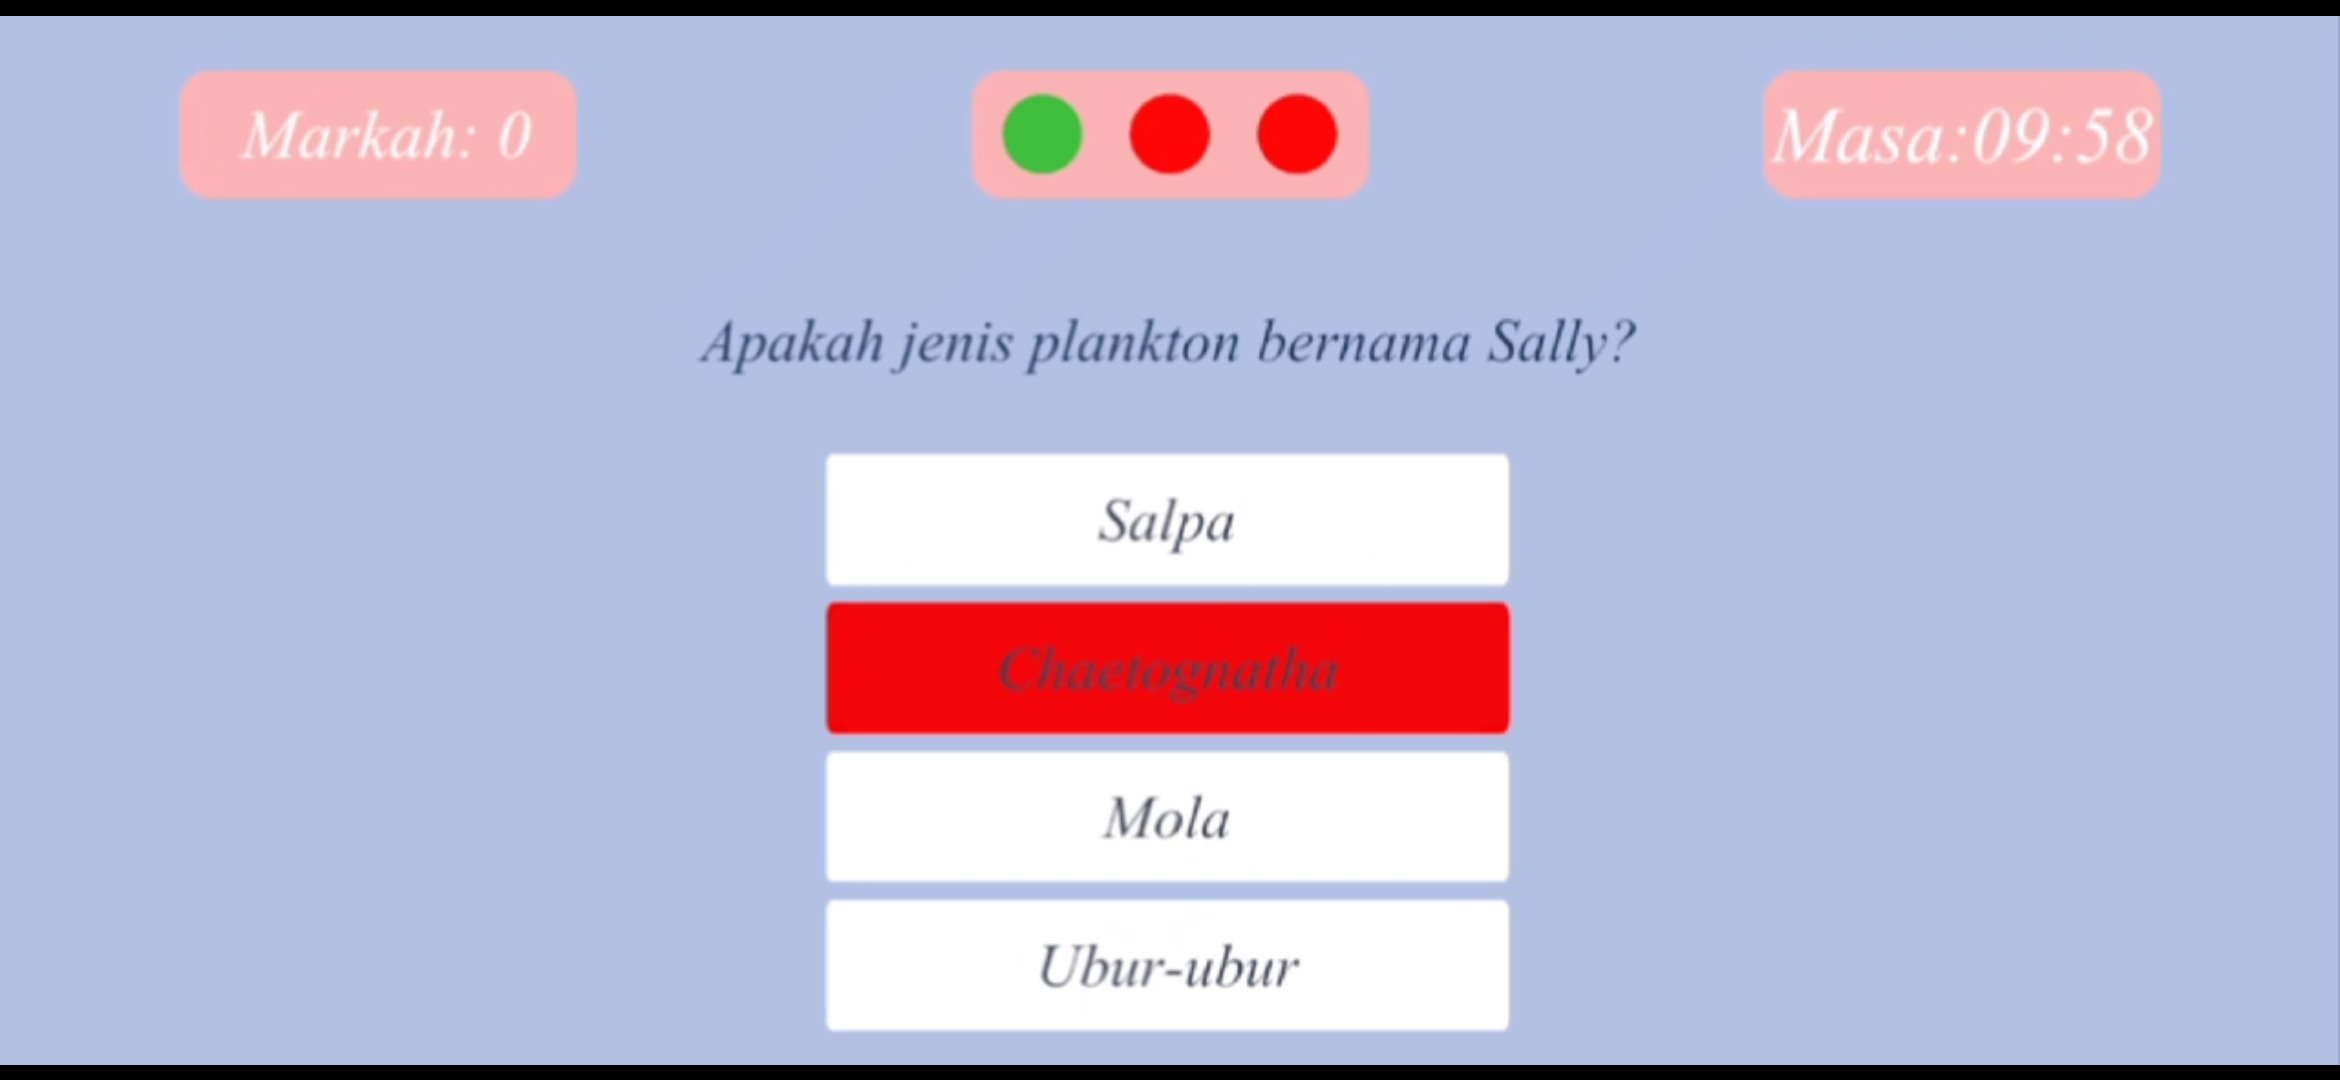 Markah: 0
Masa:09:58
Apakah jenis plankton bernama Sally?
Salpa
Chaetognatha
Mola
Ubur-ubur